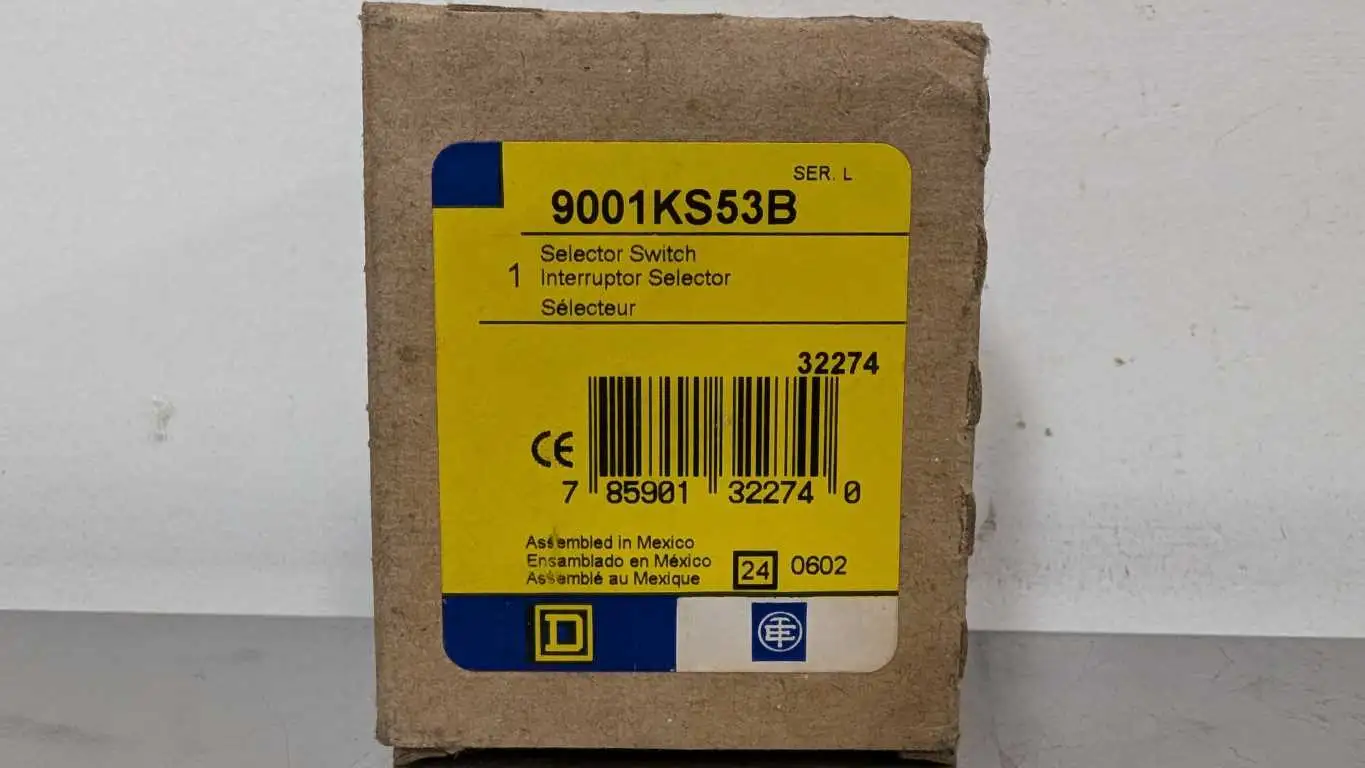 SER. L
9001KS53B
Selector Switch
1 Interruptor Selector
Sélecteur
32274
CE
7 85901 32274 0
Assembled in Mexico
Ensamblado en México
Assemblé au Mexique
24 0602
D
TE